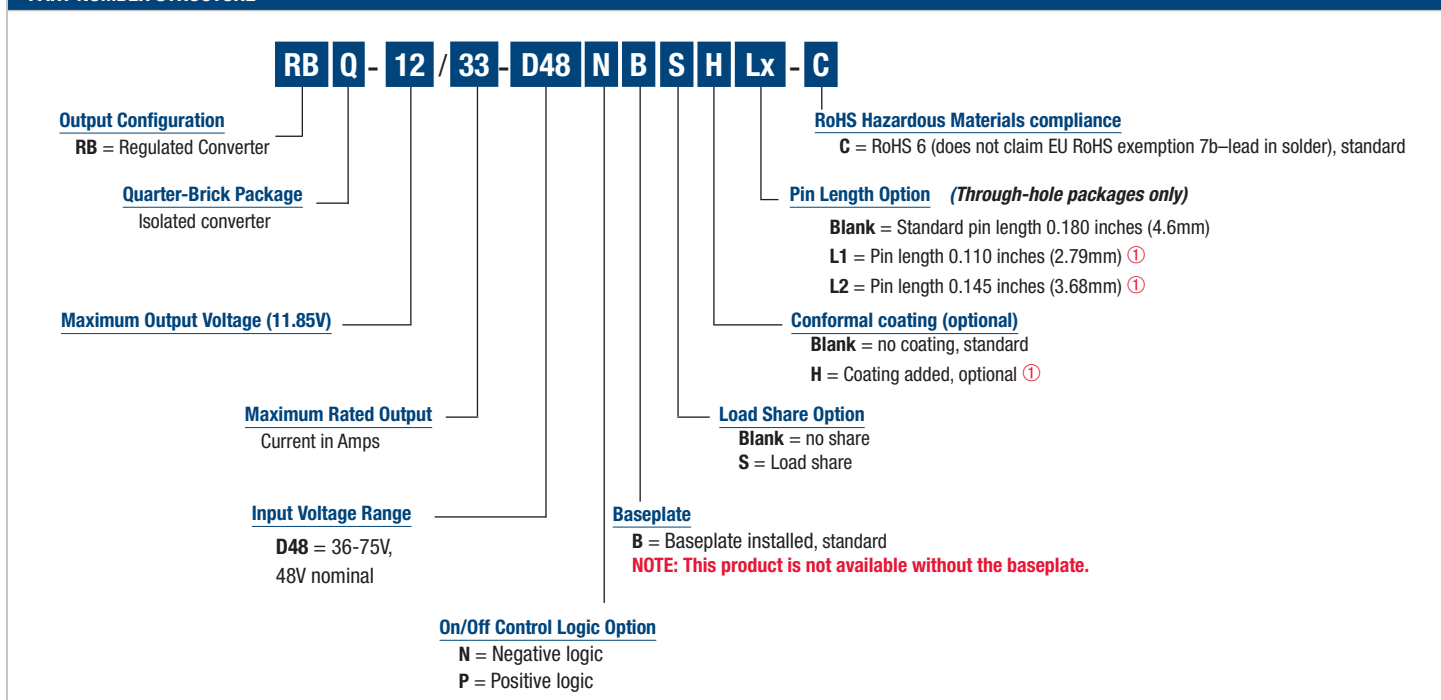 RB Q - 12 / 33 - D48 N B S H Lx - C
Output Configuration
RB = Regulated Converter
Quarter-Brick Package
Isolated converter
Maximum Output Voltage (11.85V)
Maximum Rated Output
Current in Amps
Input Voltage Range
D48 = 36-75V,
48V nominal
On/Off Control Logic Option
N = Negative logic
P = Positive logic
Baseplate
B = Baseplate installed, standard
NOTE: This product is not available without the baseplate.
Load Share Option
Blank = no share
S = Load share
Conformal coating (optional)
Blank = no coating, standard
H = Coating added, optional ①
Pin Length Option (Through-hole packages only)
Blank = Standard pin length 0.180 inches (4.6mm)
L1 = Pin length 0.110 inches (2.79mm) ①
L2 = Pin length 0.145 inches (3.68mm) ①
RoHS Hazardous Materials compliance
C = RoHS 6 (does not claim EU RoHS exemption 7b–lead in solder), standard